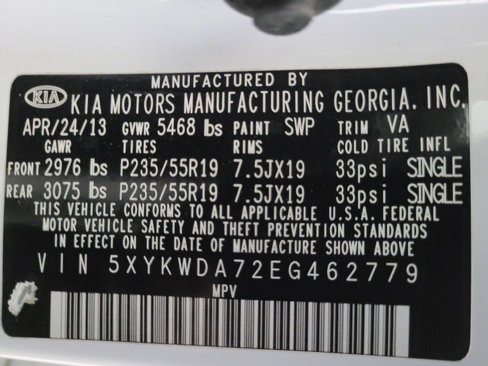 MANUFACTURED BY
KIA KIA MOTORS MANUFACTURING GEORGIA, INC.
APR/24/13 GVWR 5468 lbs PAINT SWP TRIM VA
GAWR TIRES RIMS COLD TIRE INFL
FRONT 2976 lbs P235/55R19 7.5JX19 33psi SINGLE
REAR 3075 lbs P235/55R19 7.5JX19 33psi SINGLE
THIS VEHICLE CONFORMS TO ALL APPLICABLE U.S.A. FEDERAL
MOTOR VEHICLE SAFETY AND THEFT PREVENTION STANDARDS
IN EFFECT ON THE DATE OF MANUFACTURE SHOWN ABOVE
VIN 5XYKWDA72EG462779
MPV